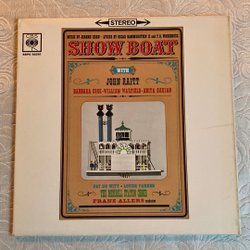 STEREO
CBS
MUSIC BY JEROME KERN · LYRICS BY OSCAR HAMMERSTEIN II and P.G. WODEHOUSE
SHOW BOAT
WITH
JOHN RAITT
BARBARA COOK · WILLIAM WARFIELD · ANITA DARIAN
FAY DE WITT · LOUISE PARKER
THE MERRILL STATON CHOIR
FRANZ ALLERS